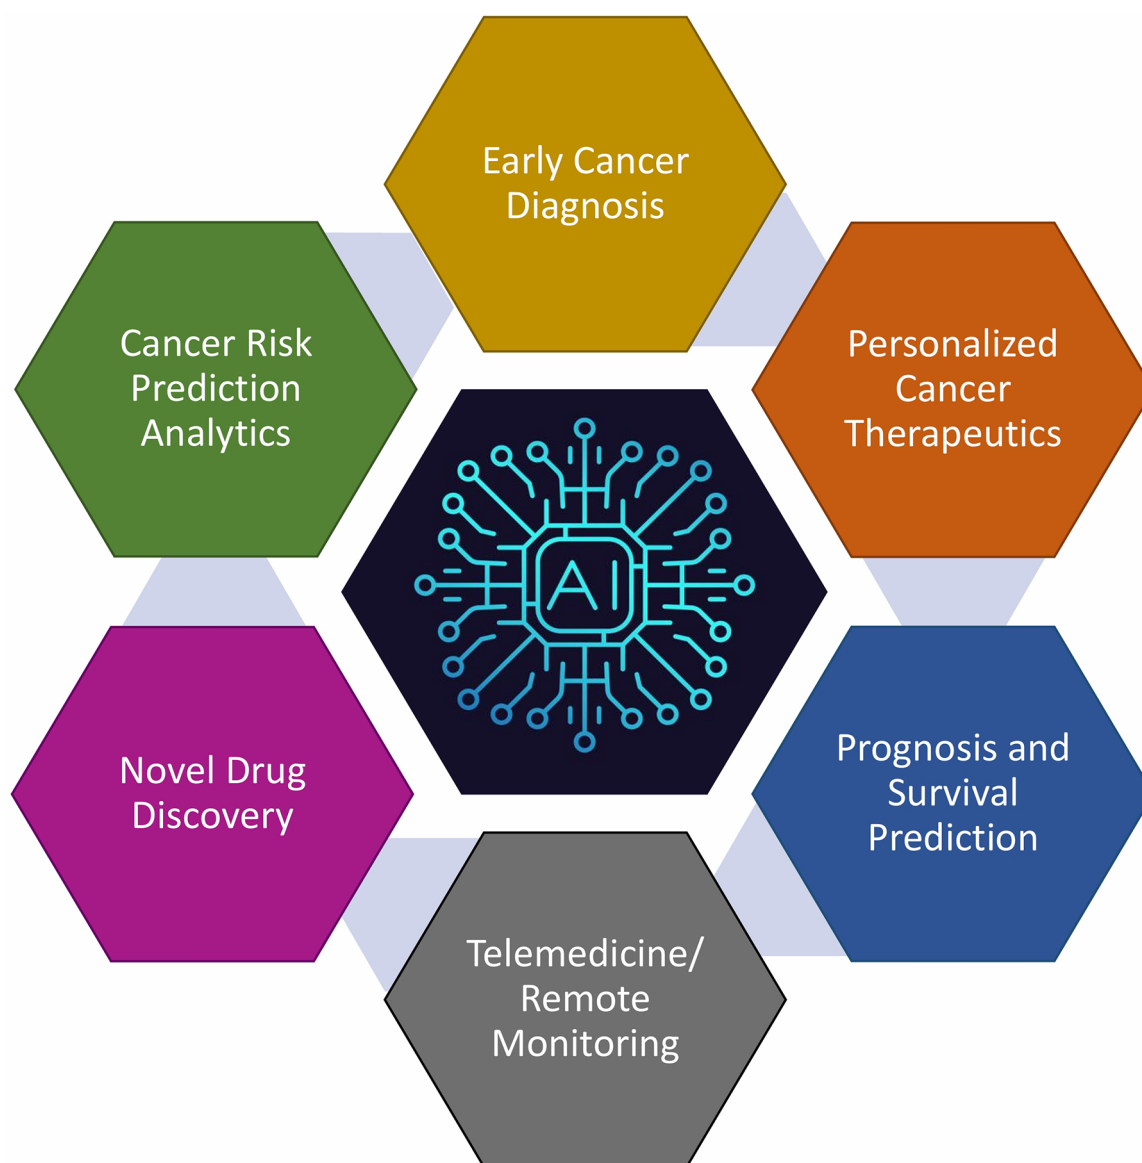 Early Cancer
Diagnosis
Cancer Risk
Prediction
Analytics
Personalized
Cancer
Therapeutics
AI
Novel Drug
Discovery
Prognosis and
Survival
Prediction
Telemedicine/
Remote
Monitoring